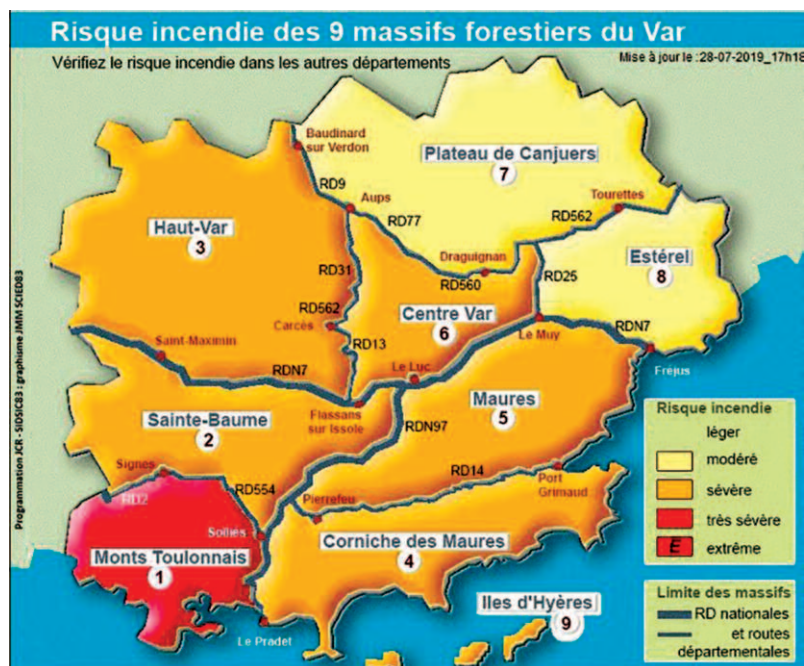 Risque incendie des 9 massifs forestiers du Var
Vérifiez le risque incendie dans les autres départements
Mise à jour le :28-07-2019_17h18
Baudinard
sur Verdon
Plateau de Canjuers
7
RD9
Aups
Tourettes
RD77
RD562
Haut-Var
3
Draguignan
Estérel
8
RD31
RD560
RD25
RD562
Centre Var
6
Carcès
Saint-Maximin
RD13
Le Muy
RDN7
Le Luc
RDN7
Fréjus
Maures
5
Flassans
sur Issole
Sainte-Baume
2
RDN97
Signes
RD14
RD2
RD554
Port
Grimaud
Pierrefeu
Solliés
Monts Toulonnais
1
Corniche des Maures
4
Iles d'Hyères
9
Le Pradet
Risque incendie
léger
modéré
sévère
très sévère
E extrême
Limite des massifs
RD nationales
et routes
départementales
Programmation JCR - SIDSIC83 : graphisme JMM SCIED83